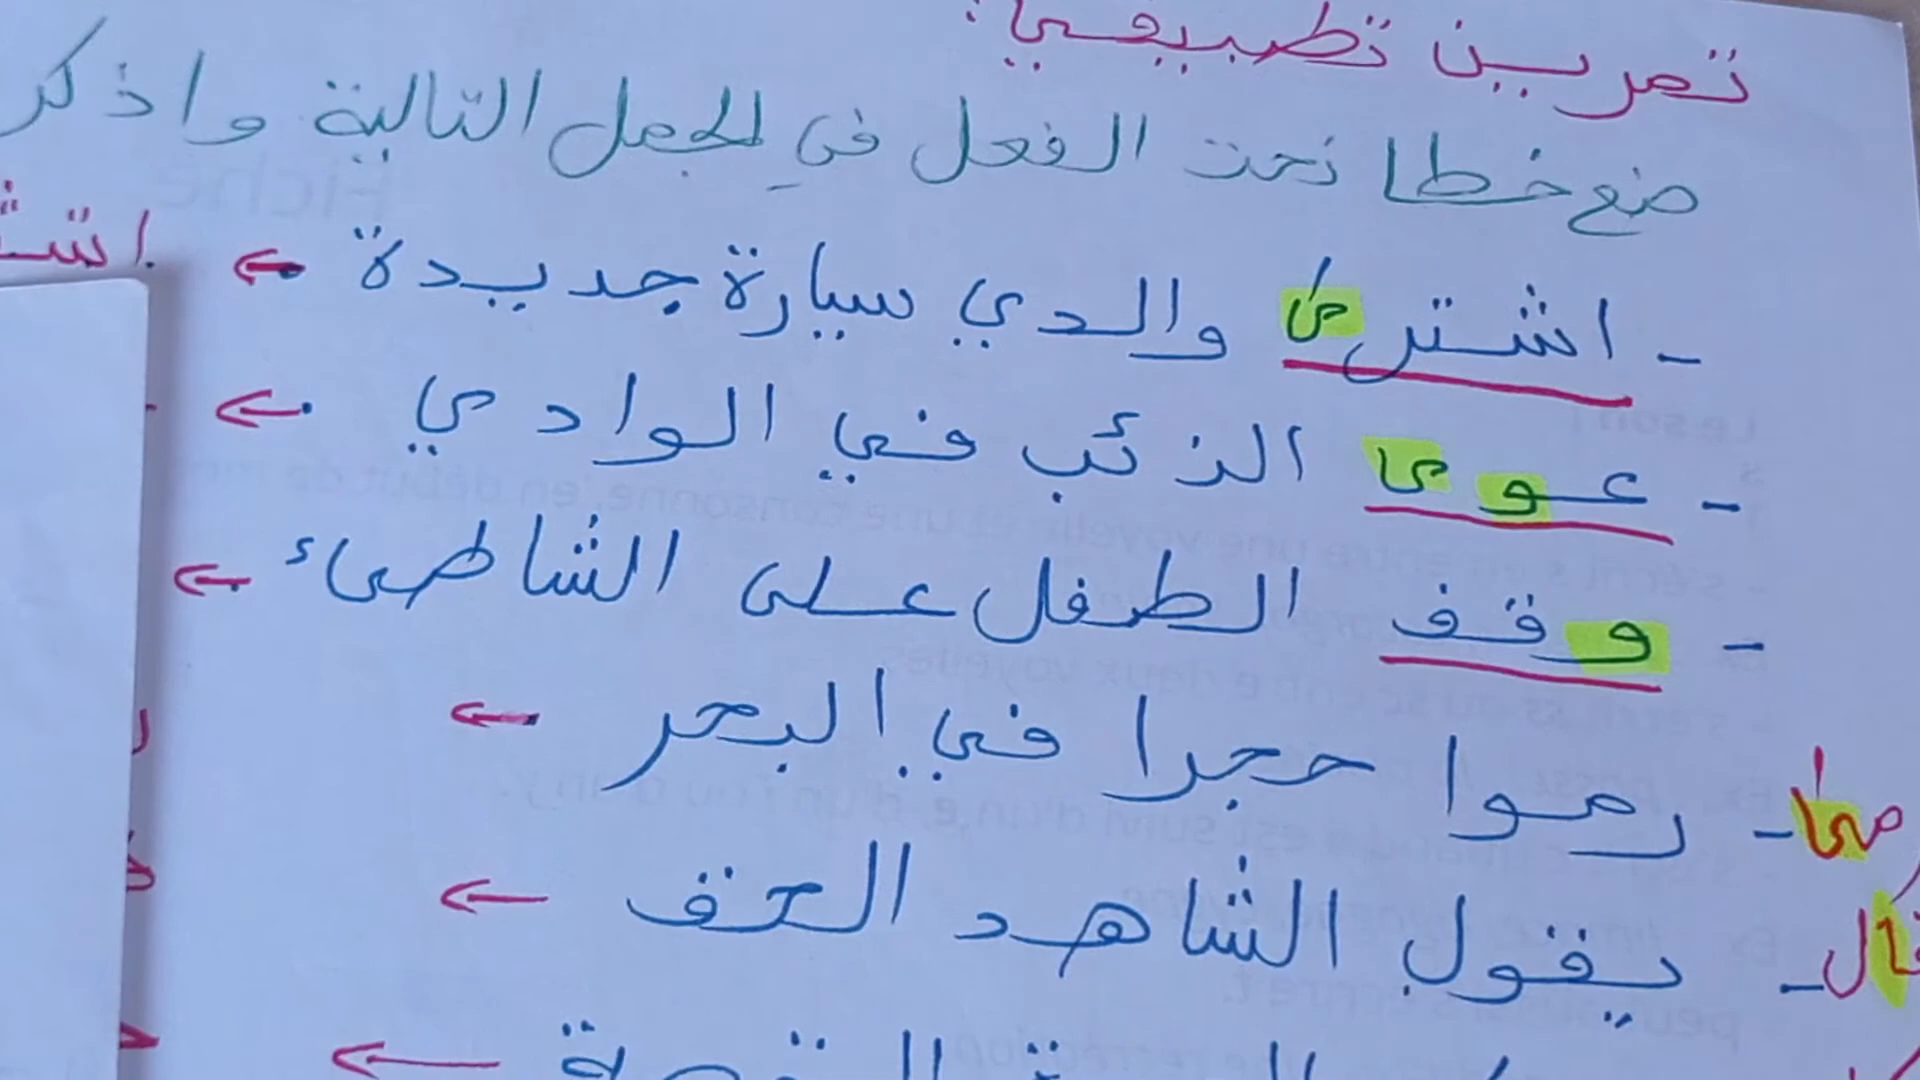 تمرين تطبيقي:
ضع خطا تحت الفعل في الجمل التالية واذكر
- اشترى والدي سيارة جديدة ←
- عوى الذئب في الوادي ←
- وقف الطفل على الشاطىء ←
- رموا حجرا في البحر ←
- يقول الشاهد الحق ←